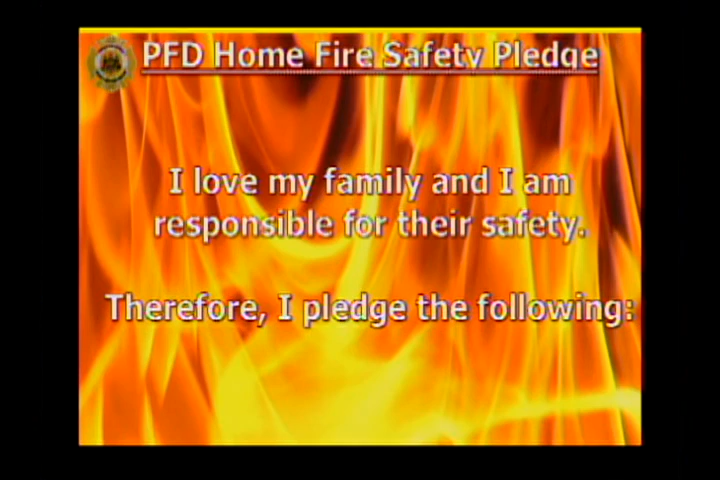 PFD Home Fire Safety Pledge
I love my family and I am
responsible for their safety.
Therefore, I pledge the following: